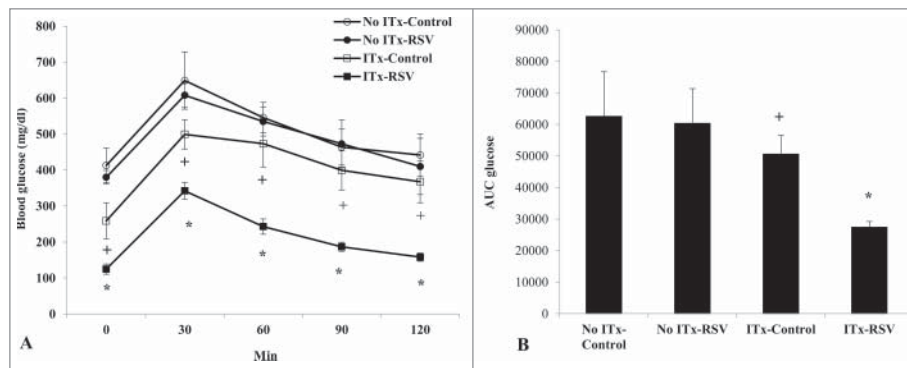 800
700
600
500
400
300
200
100
0
Blood glucose (mg/dl)
No ITx-Control
No ITx-RSV
ITx-Control
ITx-RSV
+
+
+
+
+
*
*
*
*
*
0 30 60 90 120
Min
A
90000
80000
70000
60000
50000
40000
30000
20000
10000
0
AUC glucose
+
*
No ITx-
Control
No ITx-RSV
ITx-Control
ITx-RSV
B